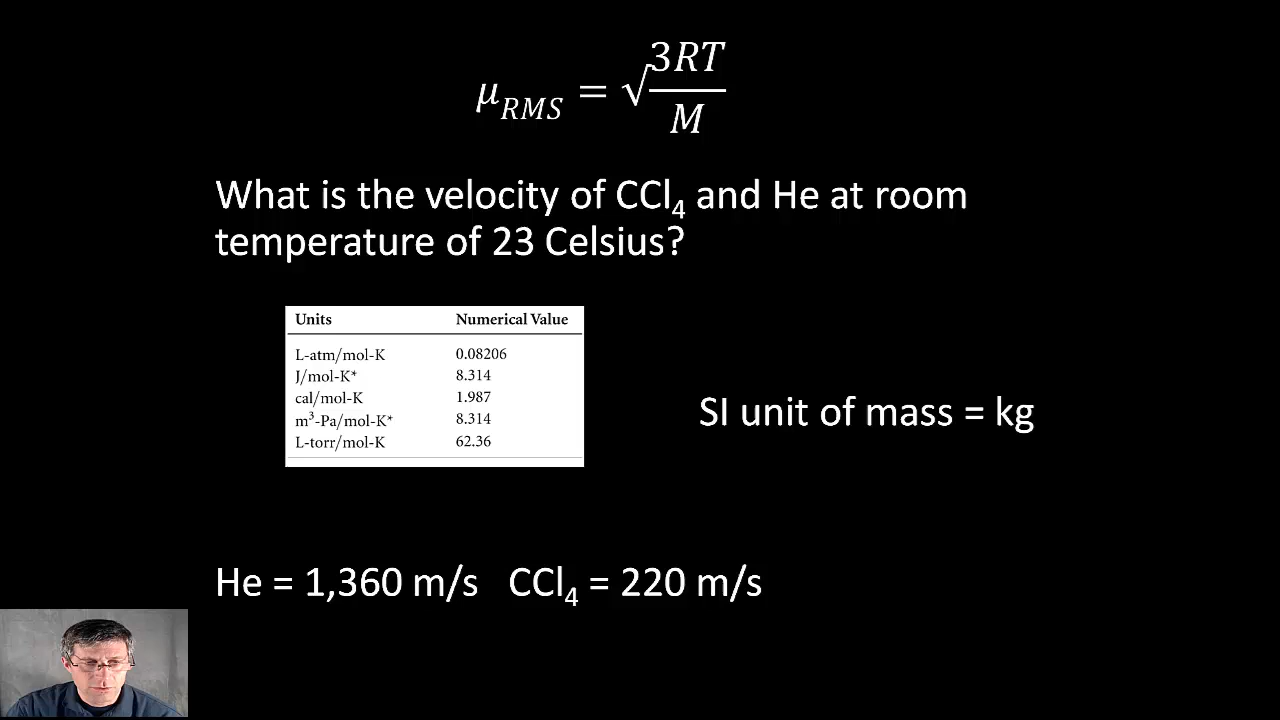 μRMS = √3RT/M
What is the velocity of CCl4 and He at room
temperature of 23 Celsius?
Units Numerical Value
L-atm/mol-K 0.08206
J/mol-K* 8.314
cal/mol-K 1.987
m³-Pa/mol-K* 8.314
L-torr/mol-K 62.36
SI unit of mass = kg
He = 1,360 m/s CCl4 = 220 m/s